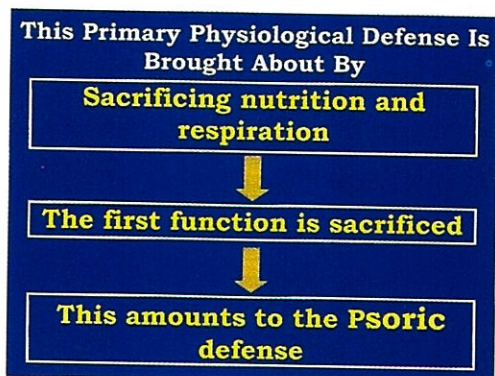 This Primary Physiological Defense Is
Brought About By
Sacrificing nutrition and
respiration
The first function is sacrificed
This amounts to the Psoric
defense